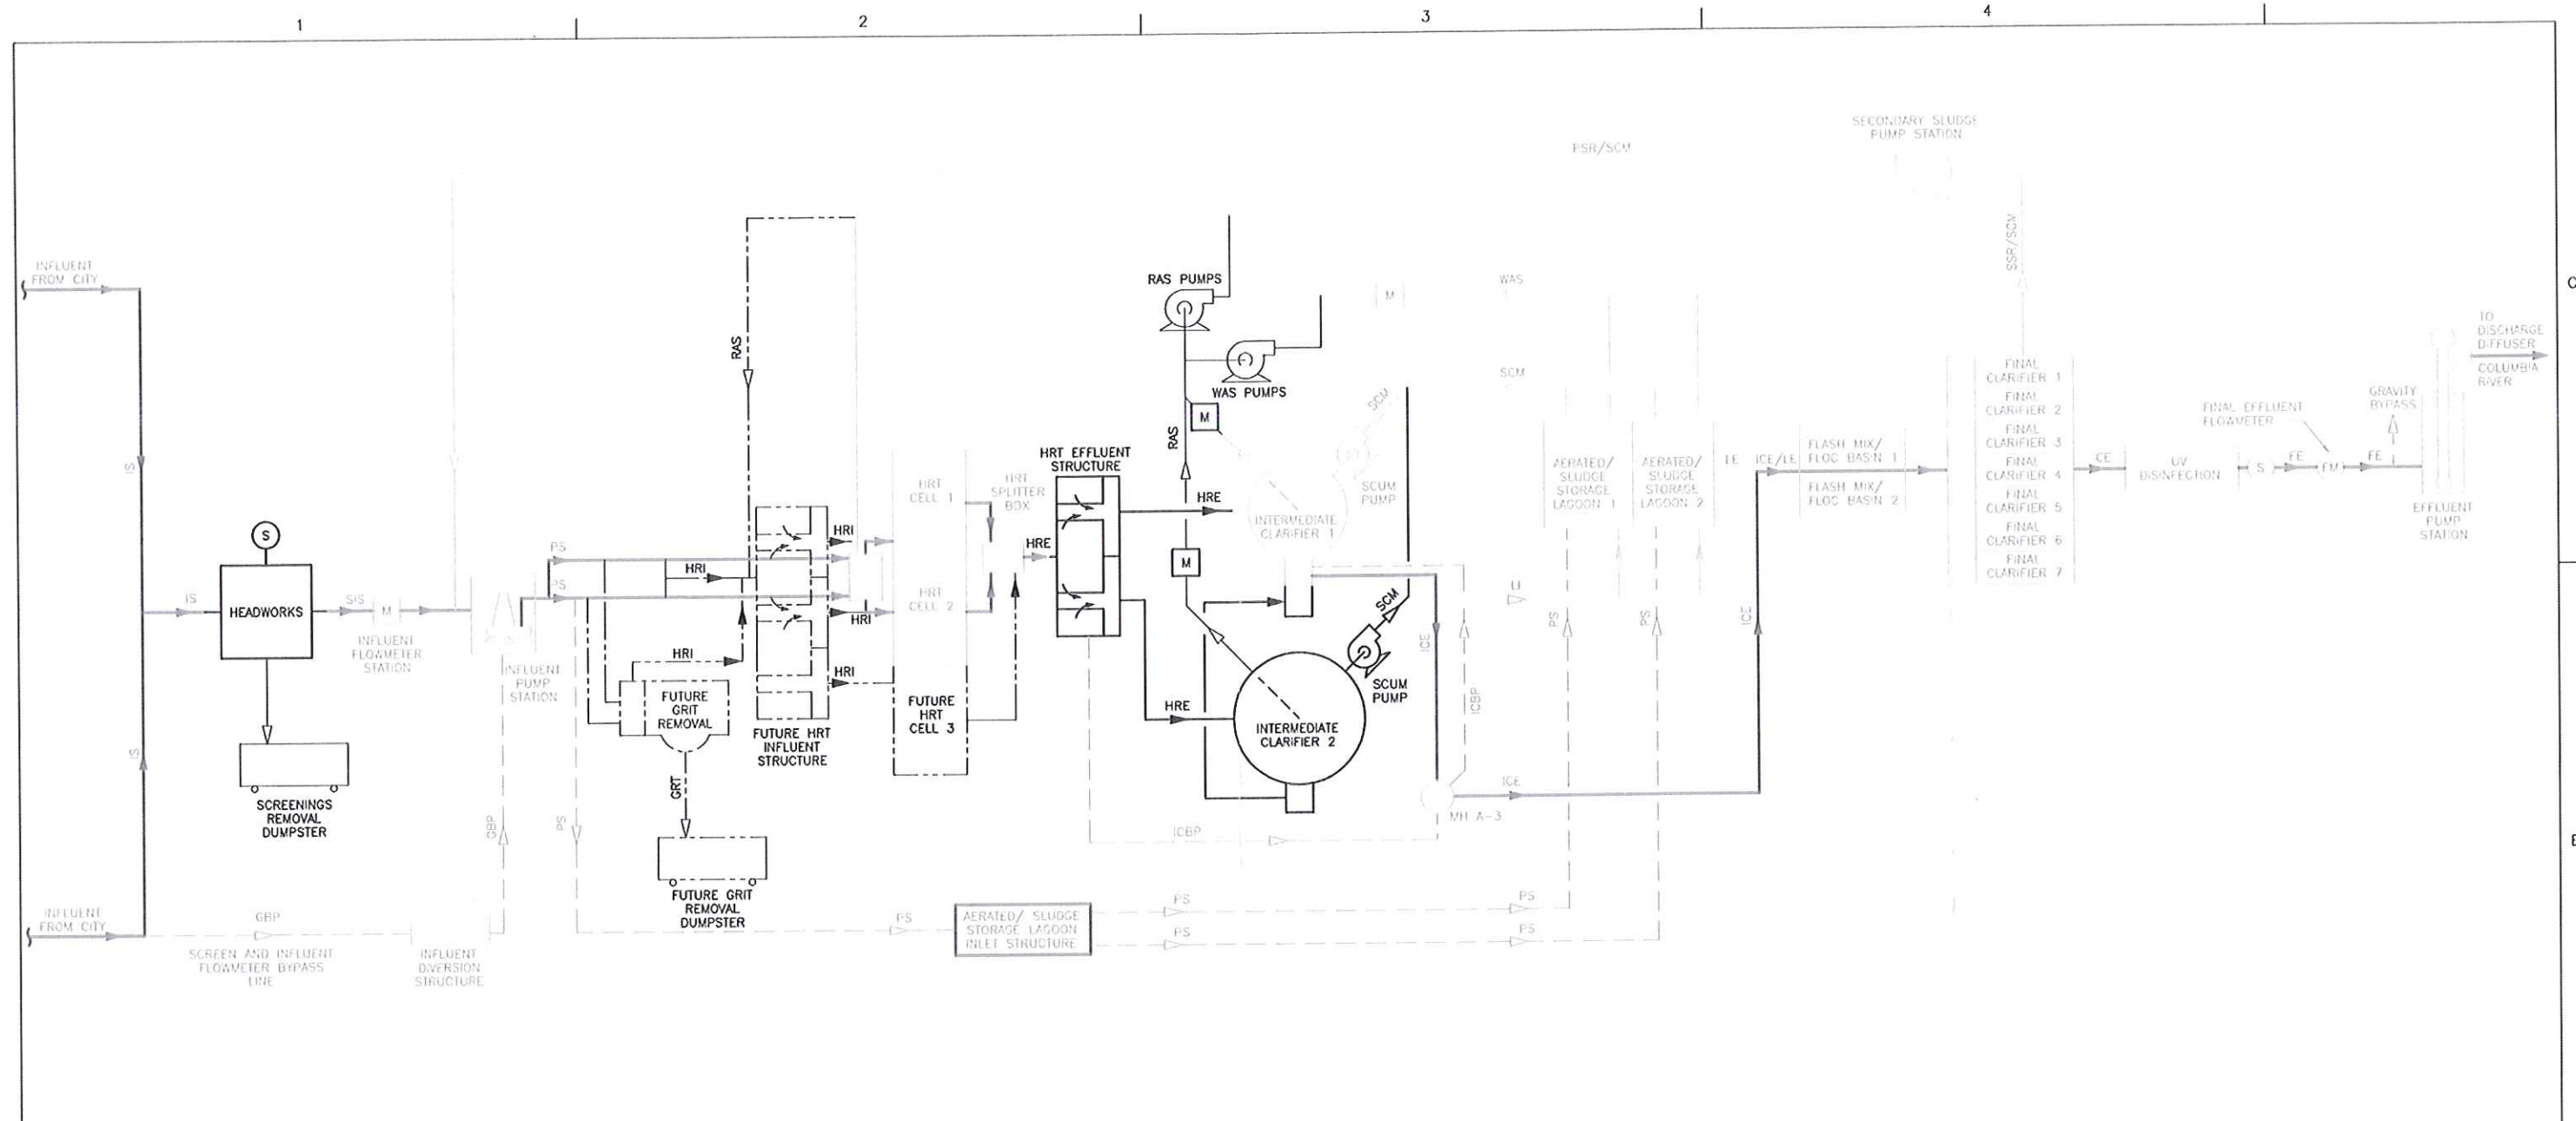 1
2
3
4
C
SECONDARY SLUDGE
PUMP STATION
PSR/SCM
SSR/SCM
INFLUENT
FROM CITY
IS
RAS
RAS PUMPS
WAS PUMPS
M
WAS
SCM
M
RAS
SCM
SCUM
PUMP
TO
DISCHARGE
DIFFUSER
COLUMBIA
RIVER
GRAVITY
BYPASS
FINAL EFFLUENT
FLOWMETER
FINAL
CLARIFIER 1
FINAL
CLARIFIER 2
FINAL
CLARIFIER 3
FINAL
CLARIFIER 4
FINAL
CLARIFIER 5
FINAL
CLARIFIER 6
FINAL
CLARIFIER 7
CE
UV
DISINFECTION
S
FE
FM
FE
EFFLUENT
PUMP
STATION
FLASH MIX/
FLOC BASIN 1
FLASH MIX/
FLOC BASIN 2
LE
ICE/LE
AERATED/
SLUDGE
STORAGE
LAGOON 1
AERATED/
SLUDGE
STORAGE
LAGOON 2
HRT EFFLUENT
STRUCTURE
HRT
CELL 1
HRT
SPLITTER
BOX
HRE
HRE
INTERMEDIATE
CLARIFIER 1
M
S
HEADWORKS
IS
SIS
M
INFLUENT
FLOWMETER
STATION
INFLUENT
PUMP
STATION
PS
PS
HRI
HRI
HRI
HRI
HRI
HRT
CELL 2
FUTURE
HRT
CELL 3
FUTURE
GRIT
REMOVAL
FUTURE HRT
INFLUENT
STRUCTURE
HRE
INTERMEDIATE
CLARIFIER 2
SCM
SCUM
PUMP
ICE
ICBP
LI
PS
PS
ICE
IS
SCREENINGS
REMOVAL
DUMPSTER
GRT
GBP
PS
ICBP
MH A-3
ICE
FUTURE GRIT
REMOVAL
DUMPSTER
INFLUENT
FROM CITY
GBP
SCREEN AND INFLUENT
FLOWMETER BYPASS
LINE
INFLUENT
DIVERSION
STRUCTURE
PS
AERATED/ SLUDGE
STORAGE LAGOON
INLET STRUCTURE
PS
PS
PS
PS